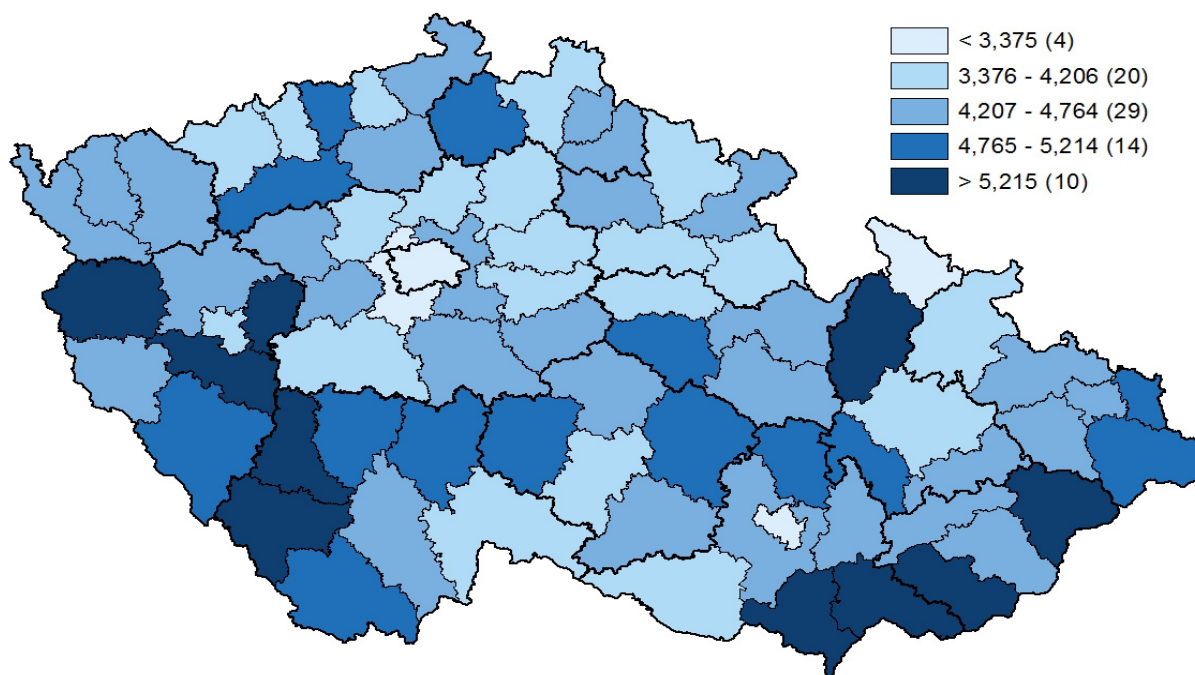 < 3,375 (4)
3,376 - 4,206 (20)
4,207 - 4,764 (29)
4,765 - 5,214 (14)
> 5,215 (10)